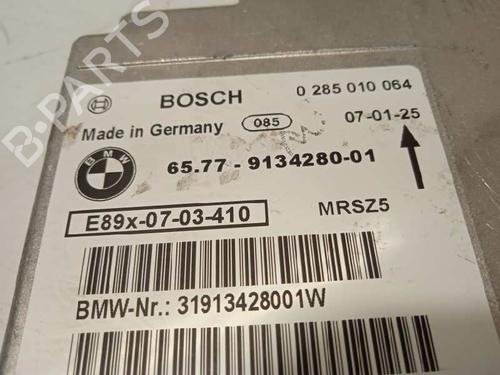 BOSCH 0 285 010 064
Made in Germany 085 07-01-25
BMW 65.77 - 9134280-01
E89x-07-03-410 MRSZ5
BMW-Nr.: 31913428001W
B-PARTS